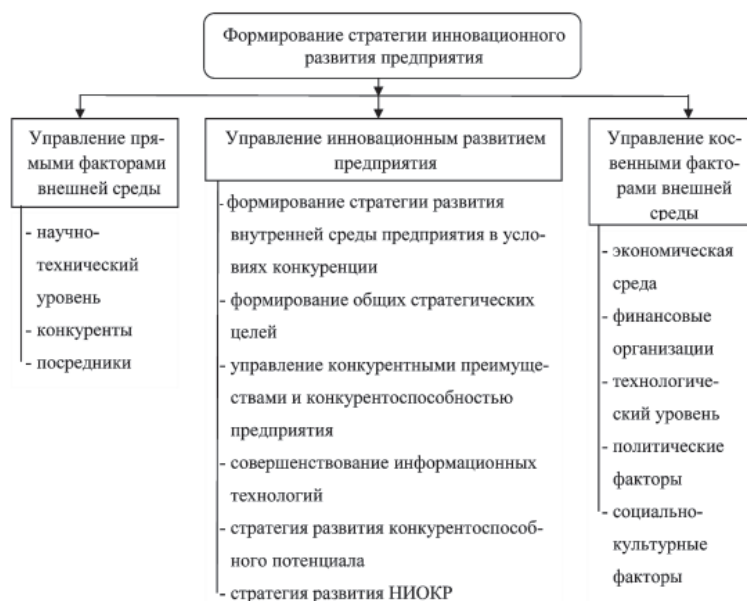 Формирование стратегии инновационного
развития предприятия
Управление пря-
мыми факторами
внешней среды
- научно-
технический
уровень
- конкуренты
- посредники
Управление инновационным развитием
предприятия
-формирование стратегии развития
внутренней среды предприятия в усло-
виях конкуренции
- формирование общих стратегических
целей
- управление конкурентными преимуще-
ствами и конкурентоспособностью
предприятия
- совершенствование информационных
технологий
- стратегия развития конкурентоспособ-
ного потенциала
- стратегия развития НИОКР
Управление кос-
венными факто-
рами внешней
среды
- экономическая
среда
- финансовые
организации
- технологиче-
ский уровень
- политические
факторы
- социально-
культурные
факторы